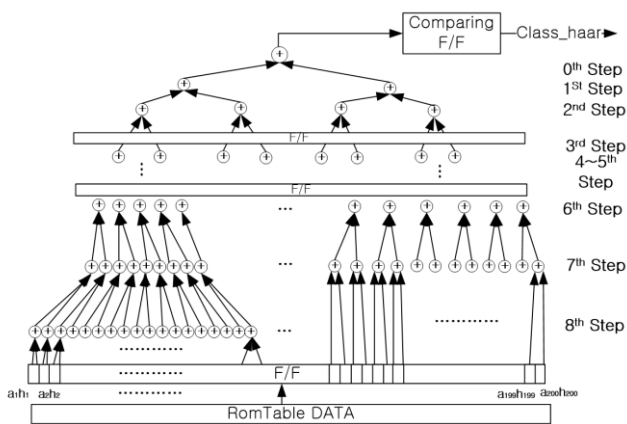 Comparing
F/F
Class_haar
0th Step
1St Step
2nd Step
F/F
3rd Step
4~5th
Step
F/F
6th Step
7th Step
8th Step
F/F
a1h1
a2h2
a199h199
a200h200
RomTable DATA